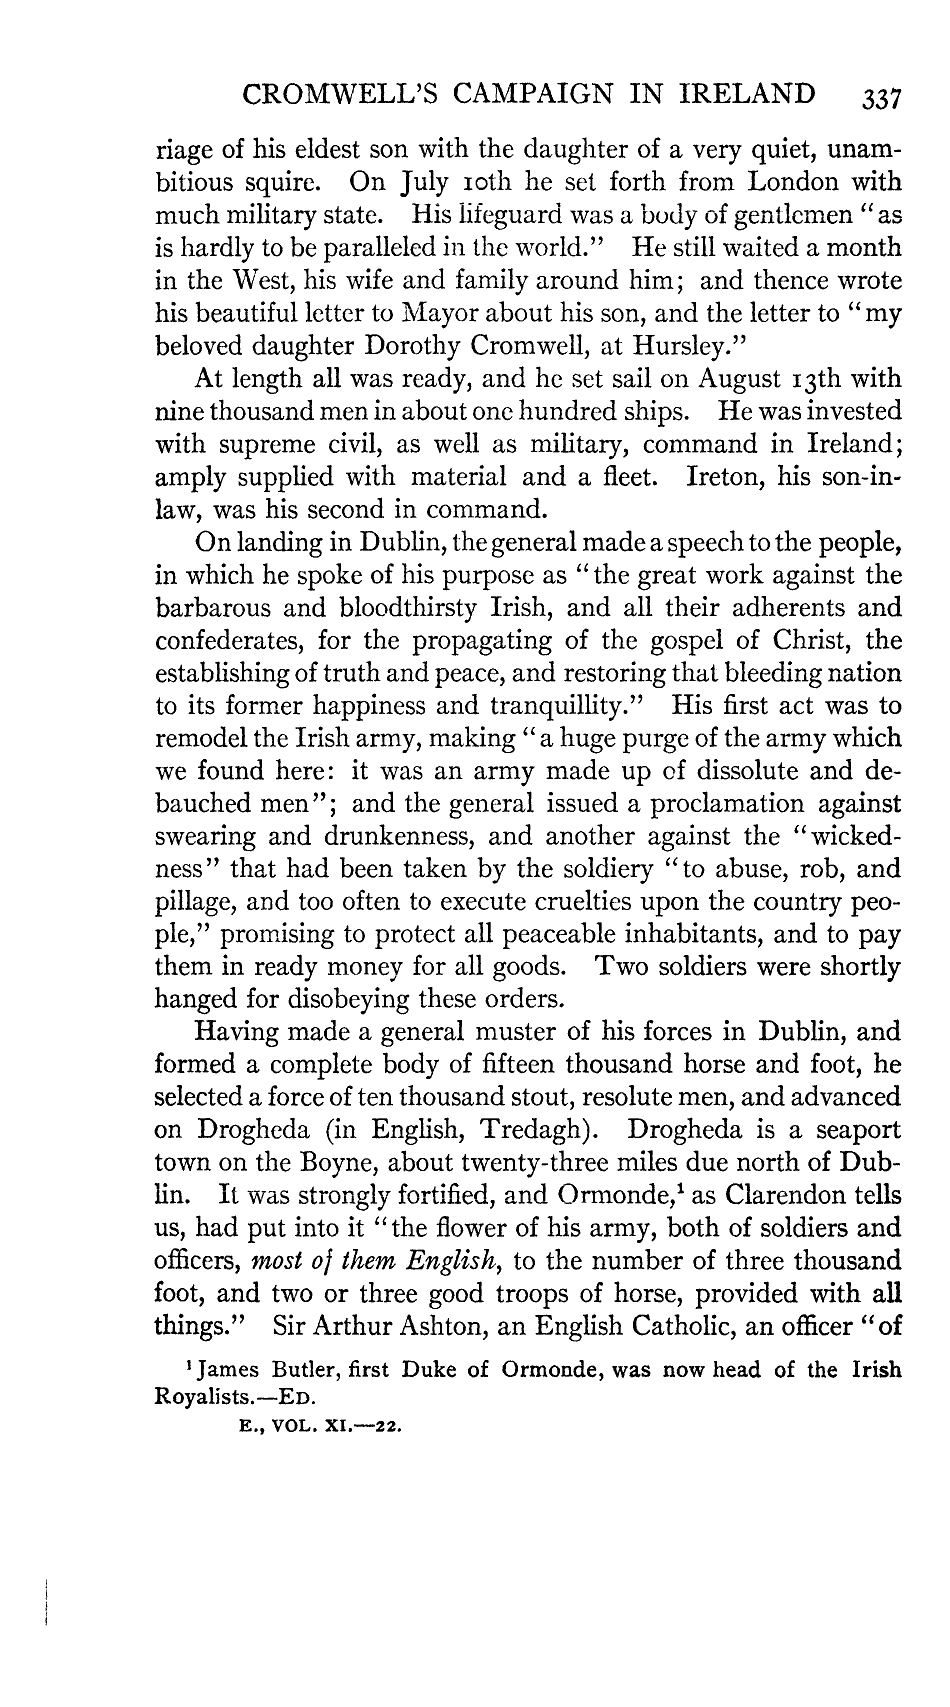 CROMWELL'S CAMPAIGN IN IRELAND 337
riage of his eldest son with the daughter of a very quiet, unam-
bitious squire. On July 10th he set forth from London with
much military state. His lifeguard was a body of gentlemen "as
is hardly to be paralleled in the world." He still waited a month
in the West, his wife and family around him; and thence wrote
his beautiful letter to Mayor about his son, and the letter to "my
beloved daughter Dorothy Cromwell, at Hursley."
At length all was ready, and he set sail on August 13th with
nine thousand men in about one hundred ships. He was invested
with supreme civil, as well as military, command in Ireland;
amply supplied with material and a fleet. Ireton, his son-in-
law, was his second in command.
On landing in Dublin, the general made a speech to the people,
in which he spoke of his purpose as "the great work against the
barbarous and bloodthirsty Irish, and all their adherents and
confederates, for the propagating of the gospel of Christ, the
establishing of truth and peace, and restoring that bleeding nation
to its former happiness and tranquillity." His first act was to
remodel the Irish army, making "a huge purge of the army which
we found here: it was an army made up of dissolute and de-
bauched men"; and the general issued a proclamation against
swearing and drunkenness, and another against the "wicked-
ness" that had been taken by the soldiery "to abuse, rob, and
pillage, and too often to execute cruelties upon the country peo-
ple," promising to protect all peaceable inhabitants, and to pay
them in ready money for all goods. Two soldiers were shortly
hanged for disobeying these orders.
Having made a general muster of his forces in Dublin, and
formed a complete body of fifteen thousand horse and foot, he
selected a force of ten thousand stout, resolute men, and advanced
on Drogheda (in English, Tredagh). Drogheda is a seaport
town on the Boyne, about twenty-three miles due north of Dub-
lin. It was strongly fortified, and Ormonde,¹ as Clarendon tells
us, had put into it "the flower of his army, both of soldiers and
officers, most of them English, to the number of three thousand
foot, and two or three good troops of horse, provided with all
things." Sir Arthur Ashton, an English Catholic, an officer "of
¹ James Butler, first Duke of Ormonde, was now head of the Irish
Royalists.—ED.
E., VOL. XI.—22.